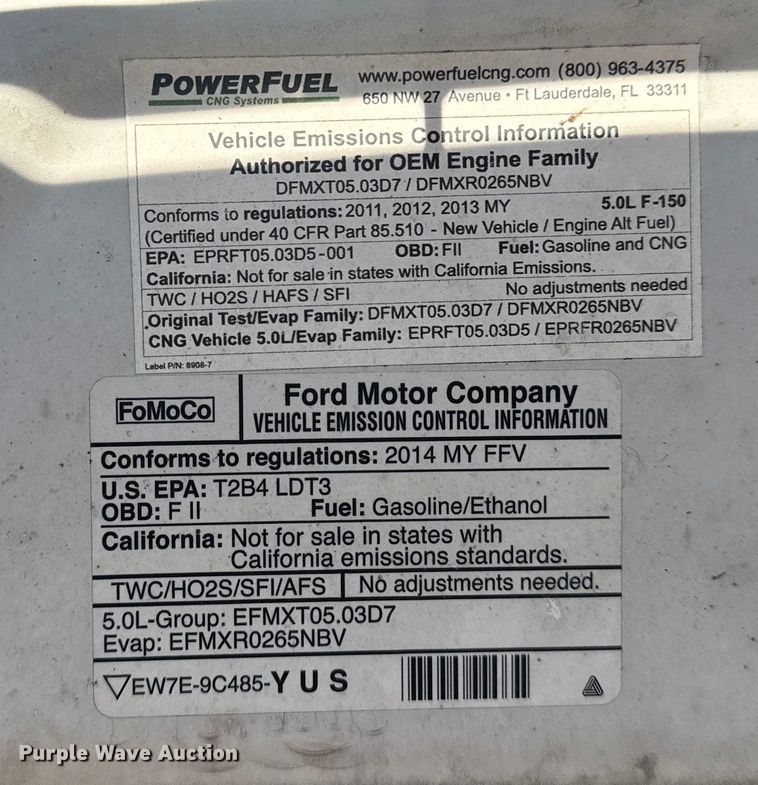 POWERFUEL www.powerfuelcng.com (800) 963-4375
CNG Systems 650 NW 27 Avenue • Ft Lauderdale, FL 33311
Vehicle Emissions Control Information
Authorized for OEM Engine Family
DFMXT05.03D7 / DFMXR0265NBV
Conforms to regulations: 2011, 2012, 2013 MY 5.0L F-150
(Certified under 40 CFR Part 85.510 - New Vehicle / Engine Alt Fuel)
EPA: EPRFT05.03D5-001 OBD: FII Fuel: Gasoline and CNG
California: Not for sale in states with California Emissions.
TWC / HO2S / HAFS / SFI No adjustments needed
Original Test/Evap Family: DFMXT05.03D7 / DFMXR0265NBV
CNG Vehicle 5.0L/Evap Family: EPRFT05.03D5 / EPRFR0265NBV
Label P/N: 8908-7
FoMoCo Ford Motor Company
VEHICLE EMISSION CONTROL INFORMATION
Conforms to regulations: 2014 MY FFV
U.S. EPA: T2B4 LDT3
OBD: F II Fuel: Gasoline/Ethanol
California: Not for sale in states with
California emissions standards.
TWC/HO2S/SFI/AFS No adjustments needed.
5.0L-Group: EFMXT05.03D7
Evap: EFMXR0265NBV
EW7E-9C485-Y U S
Purple Wave Auction